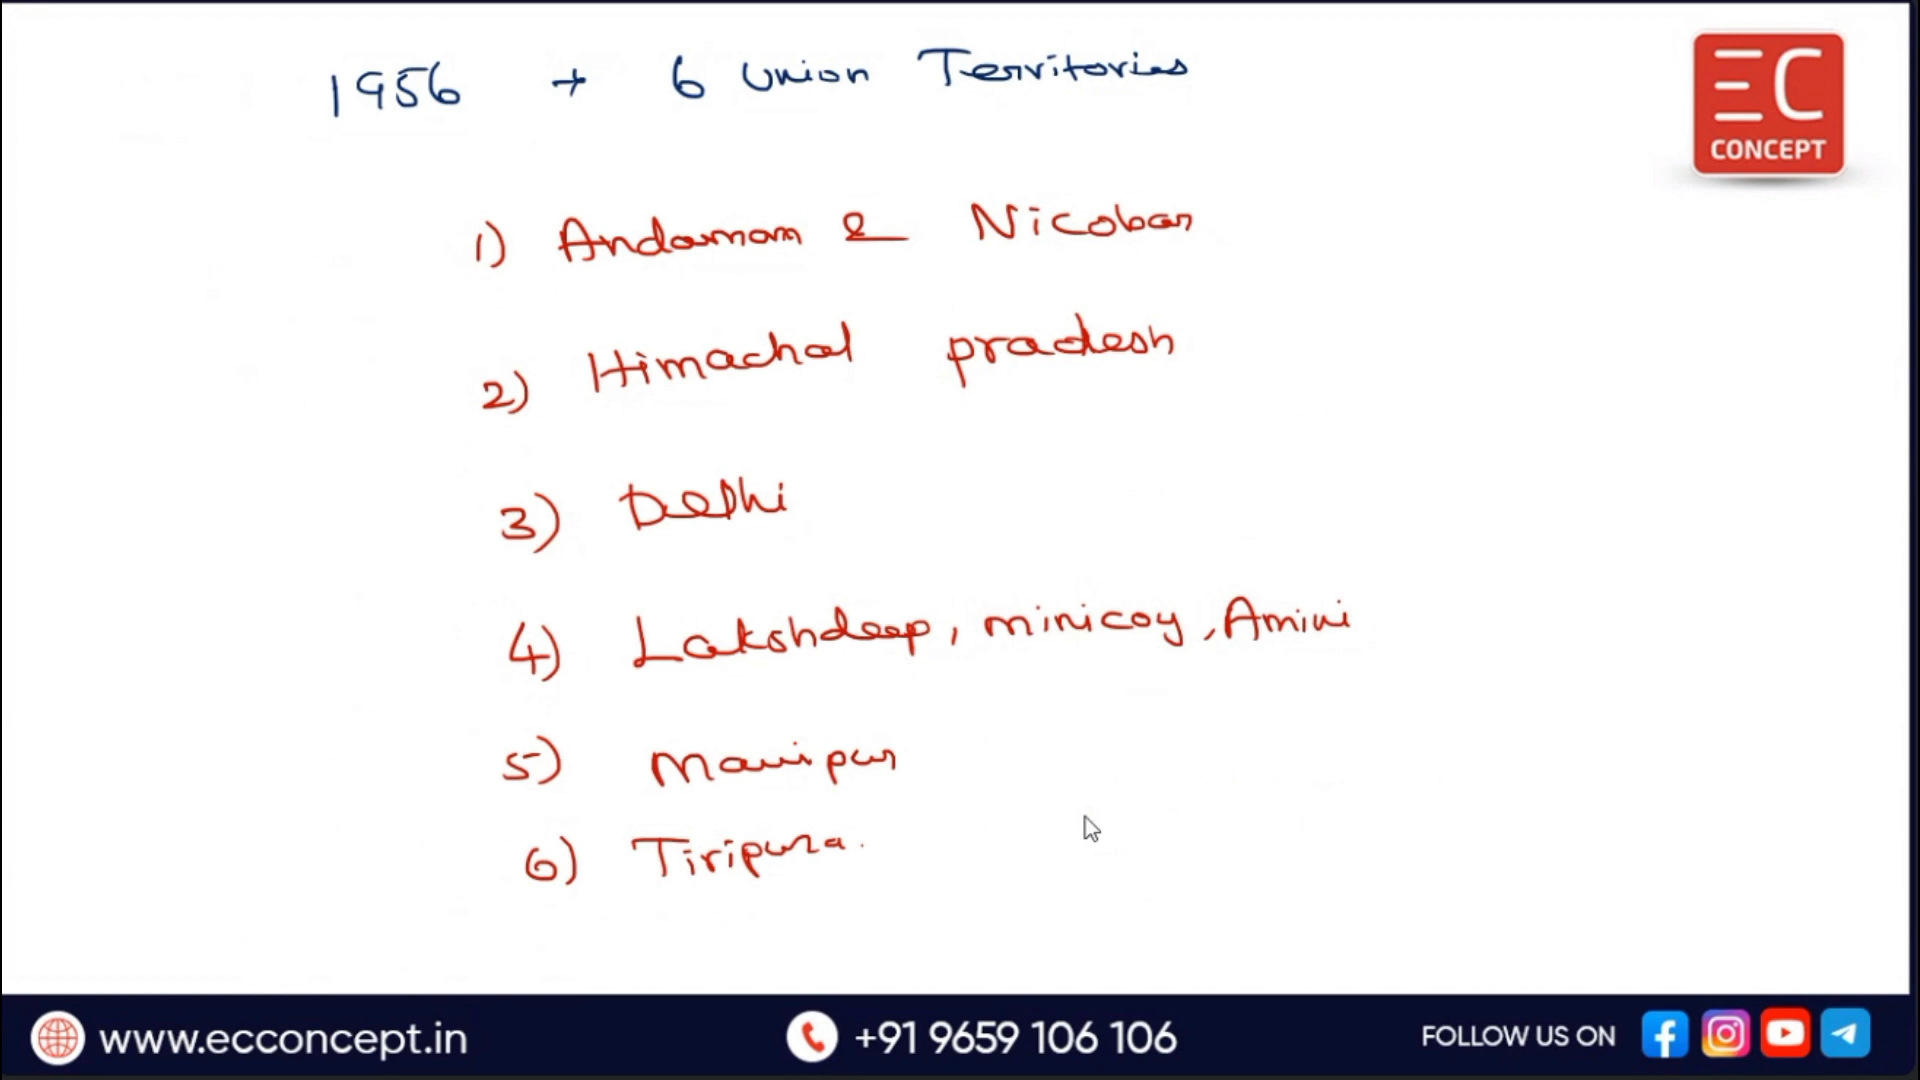 1956 + 6 Union Territories
EC
CONCEPT
1) Andaman & Nicobar
2) Himachal pradesh
3) Delhi
4) Lakshdeep, minicoy, Amini
5) Manipur
6) Tiripura.
www.ecconcept.in
+91 9659 106 106
FOLLOW US ON